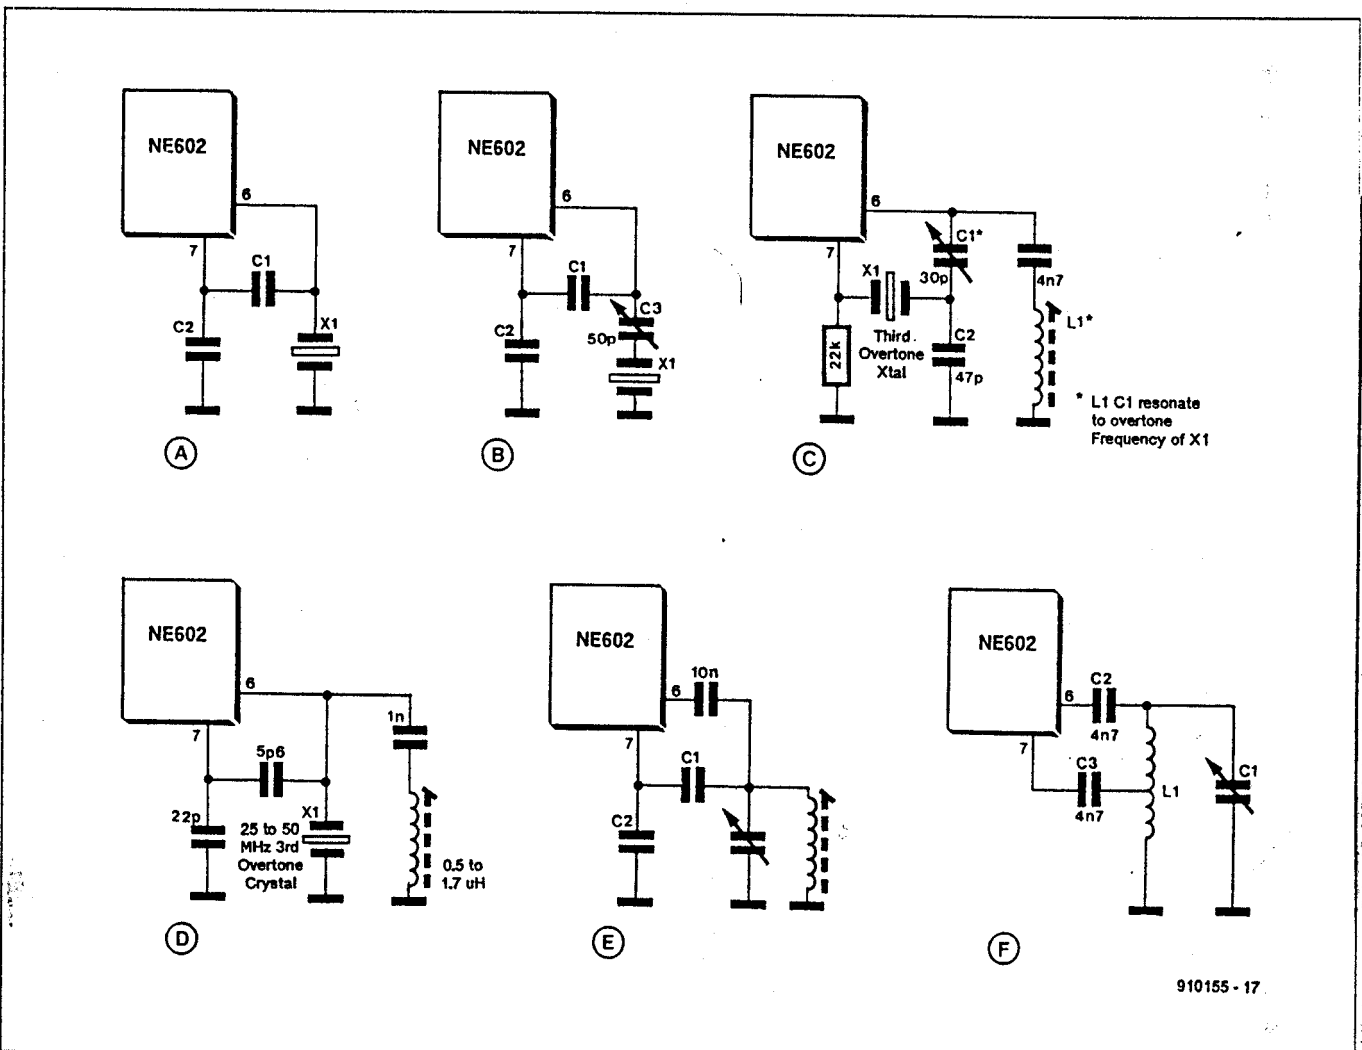 NE602
6
7
C1
C2
X1
A
NE602
6
7
C1
C2
C3
50p
X1
B
NE602
6
7
C1*
30p
X1
4n7
L1*
22k
Third
Overtone
Xtal
C2
47p
* L1 C1 resonate
to overtone
Frequency of X1
C
NE602
6
7
1n
5p6
22p
X1
25 to 50
MHz 3rd
Overtone
Crystal
0.5 to
1.7 uH
D
NE602
6
7
10n
C1
C2
E
NE602
6
7
C2
4n7
C3
4n7
L1
C1
F
910155 - 17